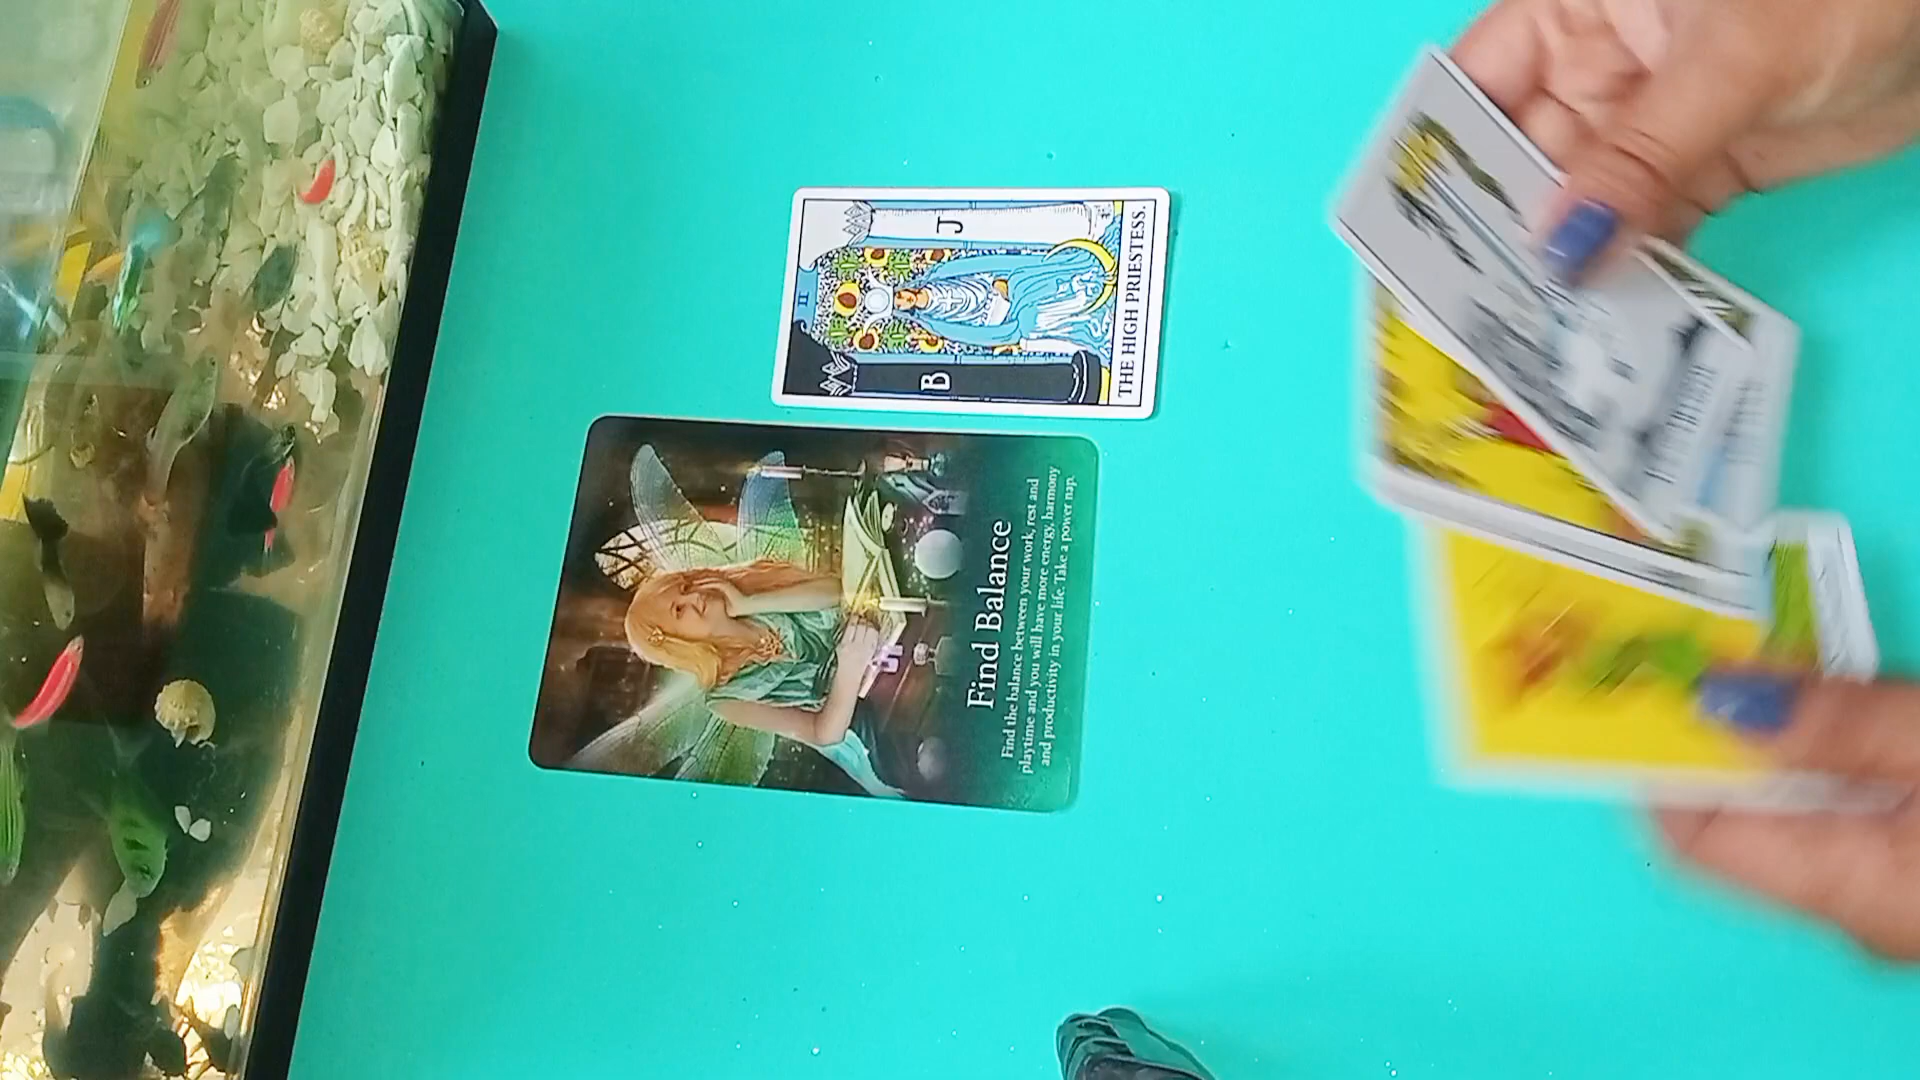 II
B
J
THE HIGH PRIESTESS.
Find Balance
Find the balance between your work, rest and
playtime and you will have more energy, harmony
and productivity in your life. Take a power nap.